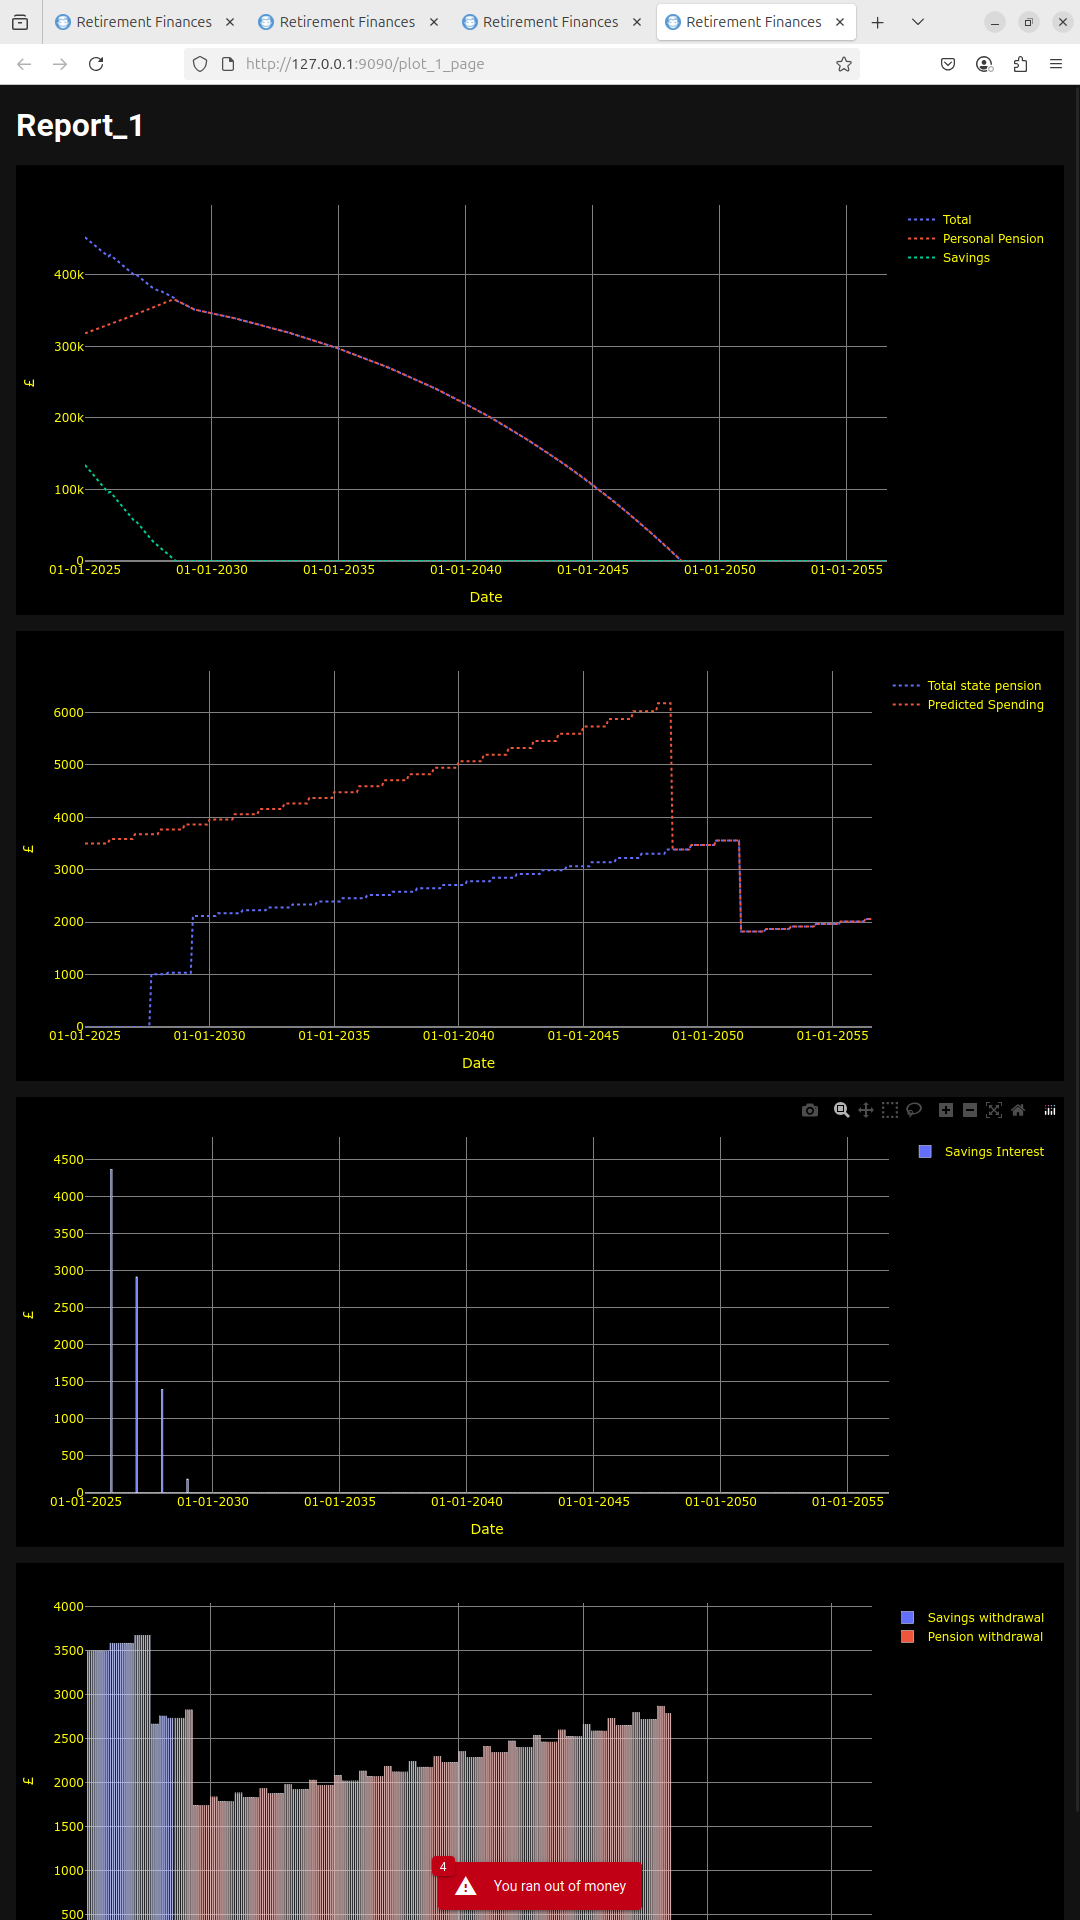 Retirement Finances
Retirement Finances
Retirement Finances
Retirement Finances
http://127.0.0.1:9090/plot_1_page
Report_1
Total
Personal Pension
Savings
400k
300k
200k
100k
0
£
01-01-2025 01-01-2030 01-01-2035 01-01-2040 01-01-2045 01-01-2050 01-01-2055
Date
Total state pension
Predicted Spending
6000
5000
4000
3000
2000
1000
0
£
01-01-2025 01-01-2030 01-01-2035 01-01-2040 01-01-2045 01-01-2050 01-01-2055
Date
Savings Interest
4500
4000
3500
3000
2500
2000
1500
1000
500
0
£
01-01-2025 01-01-2030 01-01-2035 01-01-2040 01-01-2045 01-01-2050 01-01-2055
Date
Savings withdrawal
Pension withdrawal
4000
3500
3000
2500
2000
1500
1000
500
£
4
You ran out of money